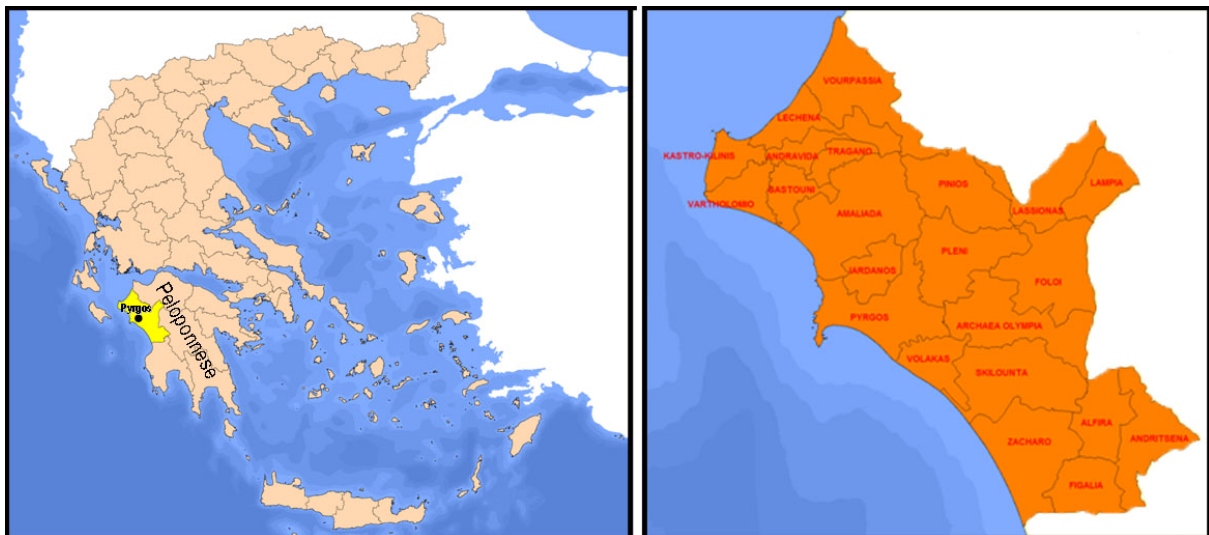 Pyrgos
Peloponnese
VOURPASSIA
LECHENA
KASTRO-KILINIS
ANDRAVIDA
TRAGANO
GASTOUNI
VARTHOLOMIO
PINIOS
LAMPIA
LASSIONAS
AMALIADA
PLENI
JARDANOS
FOLOI
PYRGOS
ARCHAEA OLYMPIA
VOLAKAS
SKILOUNTA
ZACHARO
ALFIRA
ANDRITSENA
FIGALIA